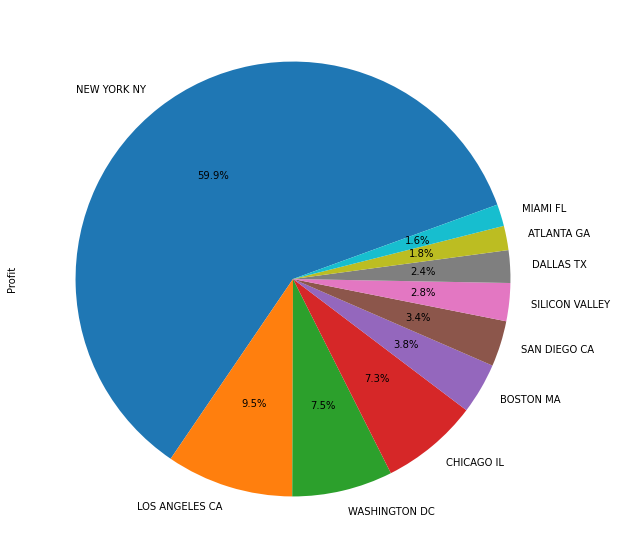 NEW YORK NY
59.9%
MIAMI FL
1.6%
ATLANTA GA
1.8%
DALLAS TX
2.4%
Profit
SILICON VALLEY
2.8%
SAN DIEGO CA
3.4%
BOSTON MA
3.8%
CHICAGO IL
7.3%
WASHINGTON DC
7.5%
LOS ANGELES CA
9.5%